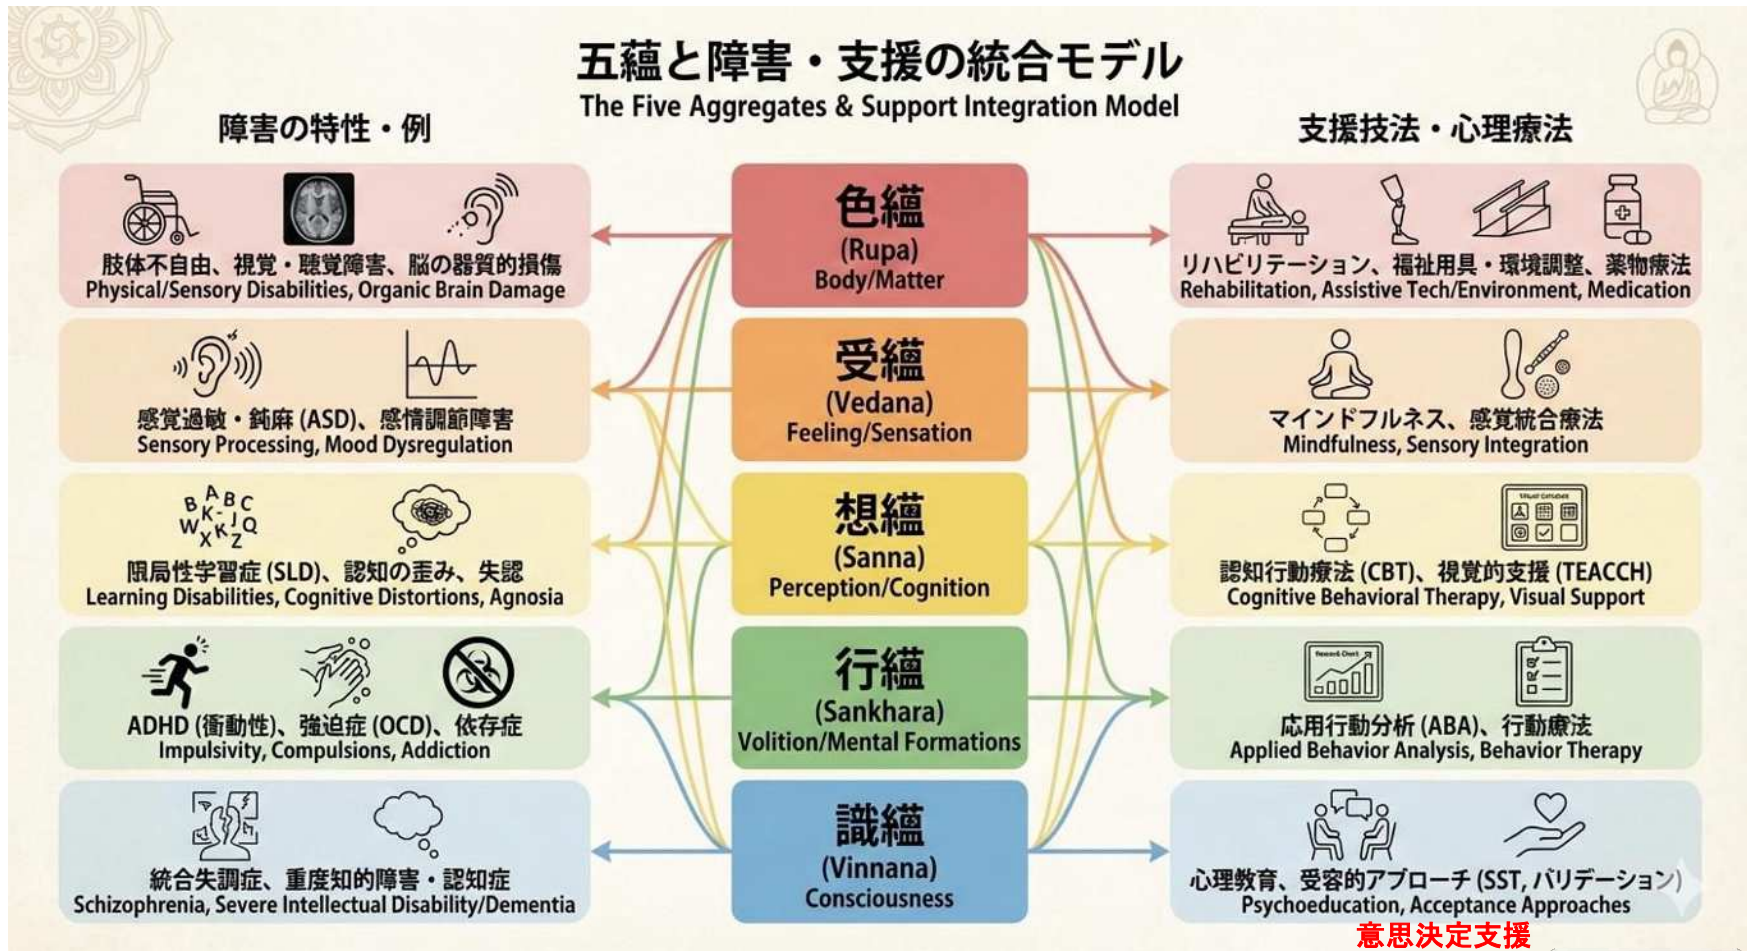 五蘊と障害・支援の統合モデル
The Five Aggregates & Support Integration Model
障害の特性・例
支援技法・心理療法
肢体不自由、視覚・聴覚障害、脳の器質的損傷
Physical/Sensory Disabilities, Organic Brain Damage
色蘊
(Rupa)
Body/Matter
リハビリテーション、福祉用具・環境調整、薬物療法
Rehabilitation, Assistive Tech/Environment, Medication
感覚過敏・鈍麻 (ASD)、感情調節障害
Sensory Processing, Mood Dysregulation
受蘊
(Vedana)
Feeling/Sensation
マインドフルネス、感覚統合療法
Mindfulness, Sensory Integration
A B C
B K - J Q
W K
X Z
限局性学習症 (SLD)、認知の歪み、失認
Learning Disabilities, Cognitive Distortions, Agnosia
想蘊
(Sanna)
Perception/Cognition
認知行動療法 (CBT)、視覚的支援 (TEACCH)
Cognitive Behavioral Therapy, Visual Support
ADHD (衝動性)、強迫症 (OCD)、依存症
Impulsivity, Compulsions, Addiction
行蘊
(Sankhara)
Volition/Mental Formations
応用行動分析 (ABA)、行動療法
Applied Behavior Analysis, Behavior Therapy
統合失調症、重度知的障害・認知症
Schizophrenia, Severe Intellectual Disability/Dementia
識蘊
(Vinnana)
Consciousness
心理教育、受容的アプローチ (SST, バリデーション)
Psychoeducation, Acceptance Approaches
意思決定支援